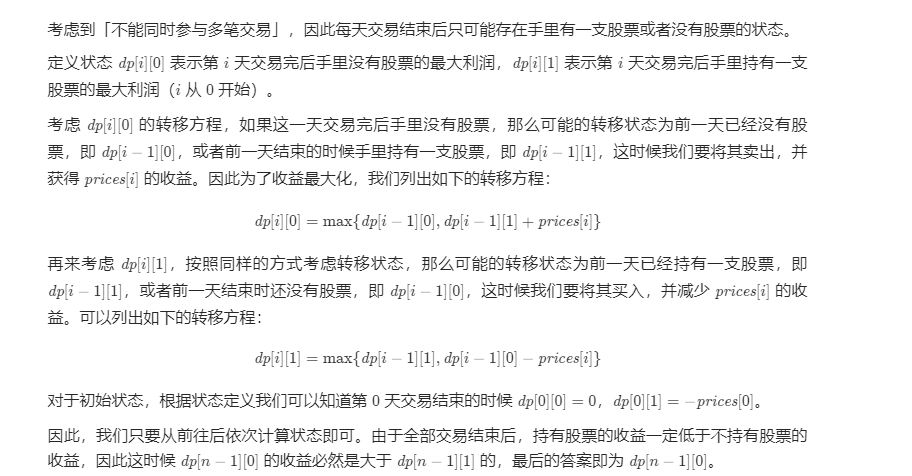 考虑到「不能同时参与多笔交易」，因此每天交易结束后只可能存在手里有一支股票或者没有股票的状态。
定义状态 dp[i][0] 表示第 i 天交易完后手里没有股票的最大利润，dp[i][1] 表示第 i 天交易完后手里持有一支
股票的最大利润（i 从 0 开始）。
考虑 dp[i][0] 的转移方程，如果这一天交易完后手里没有股票，那么可能的转移状态为前一天已经没有股
票，即 dp[i − 1][0]，或者前一天结束的时候手里持有一支股票，即 dp[i − 1][1]，这时候我们要将其卖出，并
获得 prices[i] 的收益。因此为了收益最大化，我们列出如下的转移方程：
dp[i][0] = max{dp[i − 1][0], dp[i − 1][1] + prices[i]}
再来考虑 dp[i][1]，按照同样的方式考虑转移状态，那么可能的转移状态为前一天已经持有一支股票，即
dp[i − 1][1]，或者前一天结束时还没有股票，即 dp[i − 1][0]，这时候我们要将其买入，并减少 prices[i] 的收
益。可以列出如下的转移方程：
dp[i][1] = max{dp[i − 1][1], dp[i − 1][0] − prices[i]}
对于初始状态，根据状态定义我们可以知道第 0 天交易结束的时候 dp[0][0] = 0，dp[0][1] = −prices[0]。
因此，我们只要从前往后依次计算状态即可。由于全部交易结束后，持有股票的收益一定低于不持有股票的
收益，因此这时候 dp[n − 1][0] 的收益必然是大于 dp[n − 1][1] 的，最后的答案即为 dp[n − 1][0]。